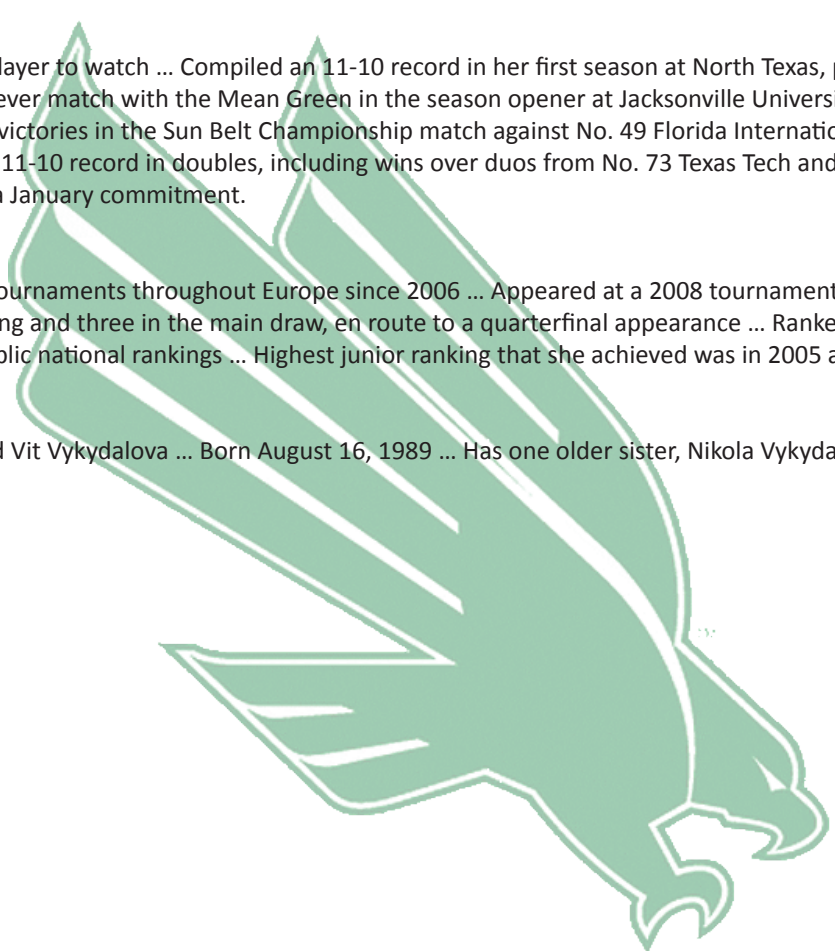 layer to watch ... Compiled an 11-10 record in her first season at North Texas, p
ever match with the Mean Green in the season opener at Jacksonville Universi
victories in the Sun Belt Championship match against No. 49 Florida Internatio
11-10 record in doubles, including wins over duos from No. 73 Texas Tech and
January commitment.
ournaments throughout Europe since 2006 ... Appeared at a 2008 tournament
ng and three in the main draw, en route to a quarterfinal appearance ... Ranke
blic national rankings ... Highest junior ranking that she achieved was in 2005 a
d Vit Vykydalova ... Born August 16, 1989 ... Has one older sister, Nikola Vykyda